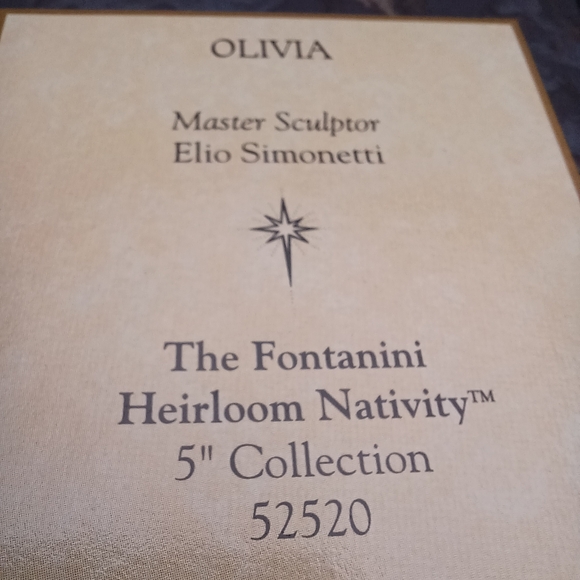 OLIVIA
Master Sculptor
Elio Simonetti
The Fontanini
Heirloom Nativity™
5" Collection
52520